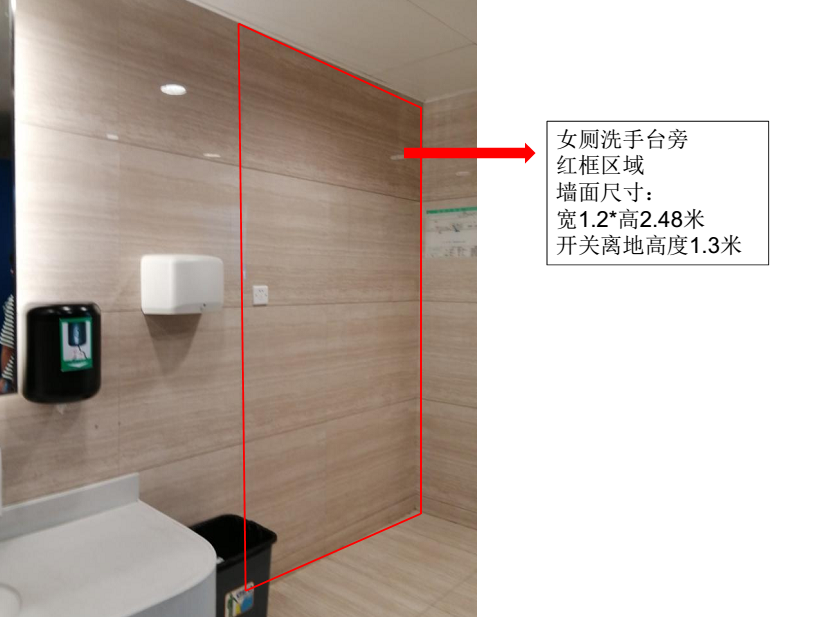 女厕洗手台旁
红框区域
墙面尺寸：
宽1.2*高2.48米
开关离地高度1.3米